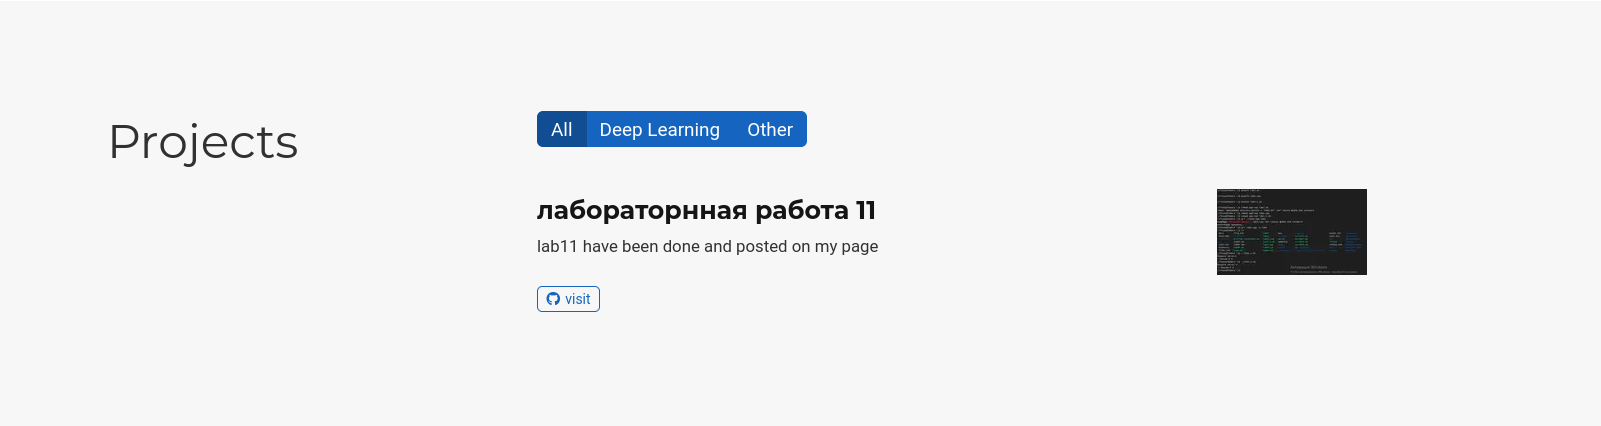 Projects
All Deep Learning Other
лабораторнная работа 11
lab11 have been done and posted on my page
visit